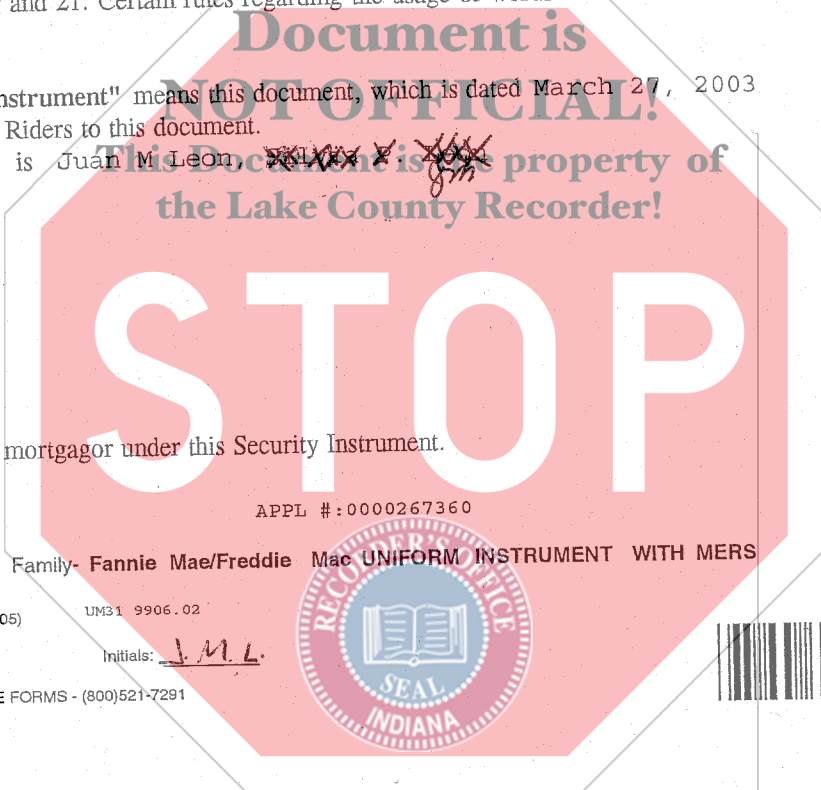 and 21. Certain rules regarding the usage of words
Document is
NOT OFFICIAL!
Instrument" means this document, which is dated March 27, 2003
Riders to this document.
is Juan M Leon,
This Document is the property of
the Lake County Recorder!
STOP
mortgagor under this Security Instrument.
APPL #:0000267360
Family- Fannie Mae/Freddie Mac UNIFORM INSTRUMENT WITH MERS
05)
UM31 9906.02
RECORDER'S OFFICE
SEAL
INDIANA
Initials: J.M.L.
E FORMS - (800)521-7291